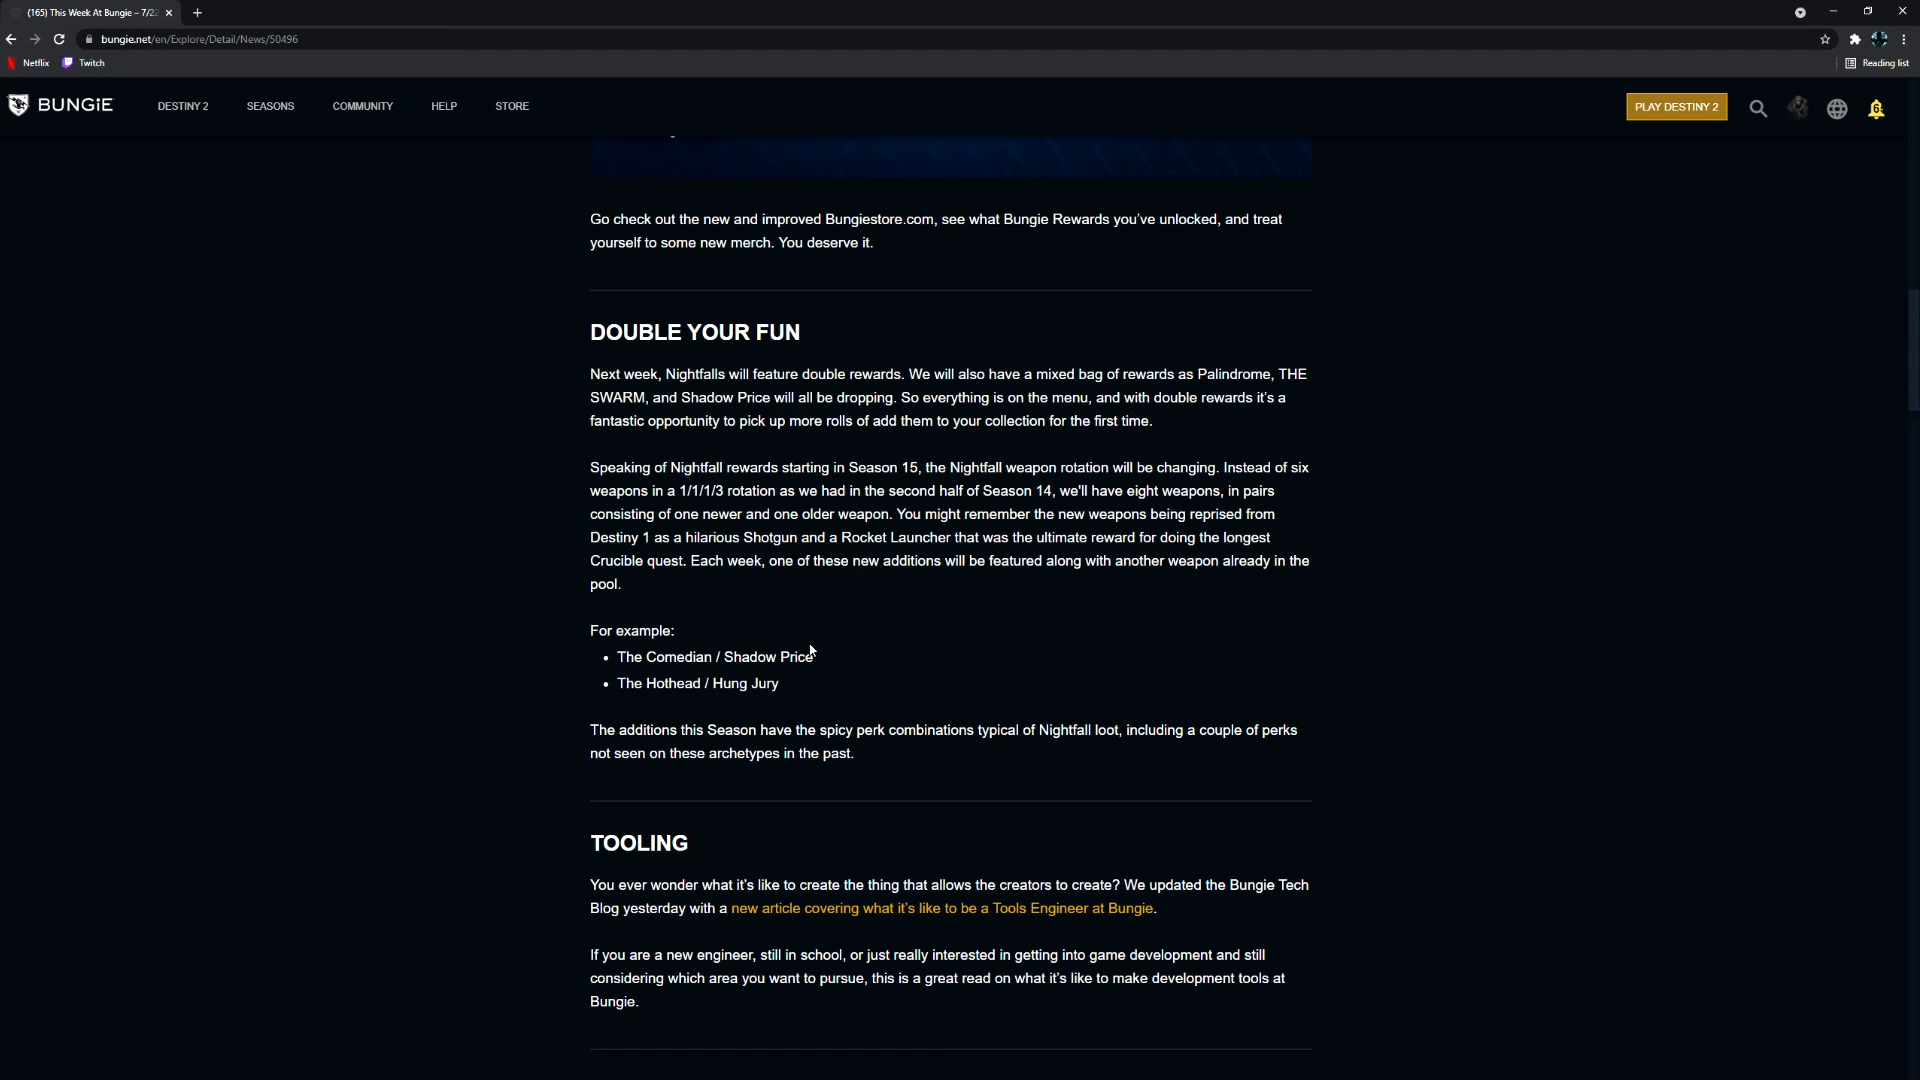 (165) This Week At Bungie – 7/22
bungie.net/en/Explore/Detail/News/50496
Netflix
Twitch
Reading list
BUNGiE
DESTINY 2
SEASONS
COMMUNITY
HELP
STORE
PLAY DESTINY 2
6
Go check out the new and improved Bungiestore.com, see what Bungie Rewards you've unlocked, and treat
yourself to some new merch. You deserve it.
DOUBLE YOUR FUN
Next week, Nightfalls will feature double rewards. We will also have a mixed bag of rewards as Palindrome, THE
SWARM, and Shadow Price will all be dropping. So everything is on the menu, and with double rewards it's a
fantastic opportunity to pick up more rolls of add them to your collection for the first time.
Speaking of Nightfall rewards starting in Season 15, the Nightfall weapon rotation will be changing. Instead of six
weapons in a 1/1/1/3 rotation as we had in the second half of Season 14, we'll have eight weapons, in pairs
consisting of one newer and one older weapon. You might remember the new weapons being reprised from
Destiny 1 as a hilarious Shotgun and a Rocket Launcher that was the ultimate reward for doing the longest
Crucible quest. Each week, one of these new additions will be featured along with another weapon already in the
pool.
For example:
• The Comedian / Shadow Price
• The Hothead / Hung Jury
The additions this Season have the spicy perk combinations typical of Nightfall loot, including a couple of perks
not seen on these archetypes in the past.
TOOLING
You ever wonder what it's like to create the thing that allows the creators to create? We updated the Bungie Tech
Blog yesterday with a new article covering what it's like to be a Tools Engineer at Bungie.
If you are a new engineer, still in school, or just really interested in getting into game development and still
considering which area you want to pursue, this is a great read on what it's like to make development tools at
Bungie.